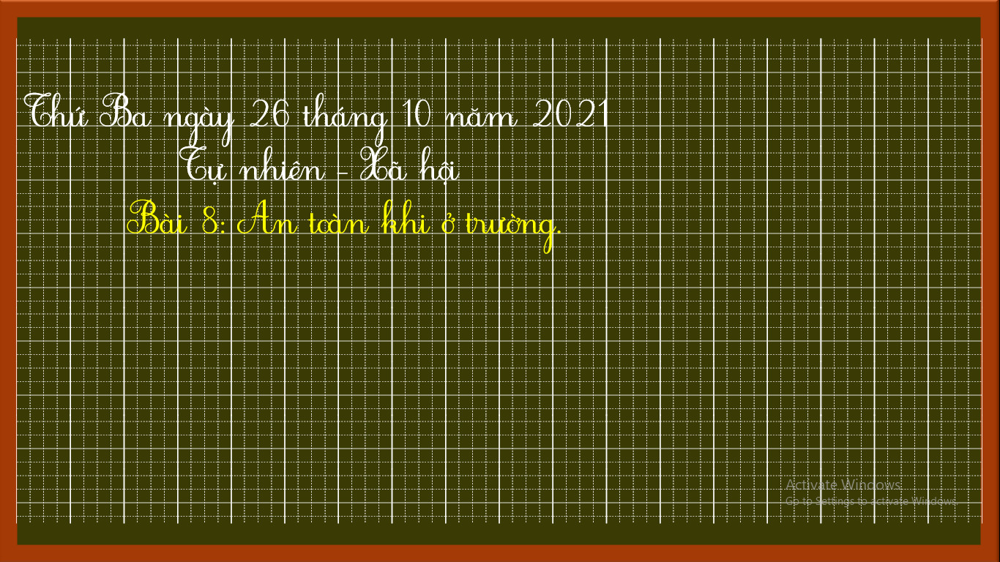 Thứ Ba ngày 26 tháng 10 năm 2021
Tự nhiên - Xã hội
Bài 8: An toàn khi ở trường.
Activate Windows
Go to Settings to activate Windows.